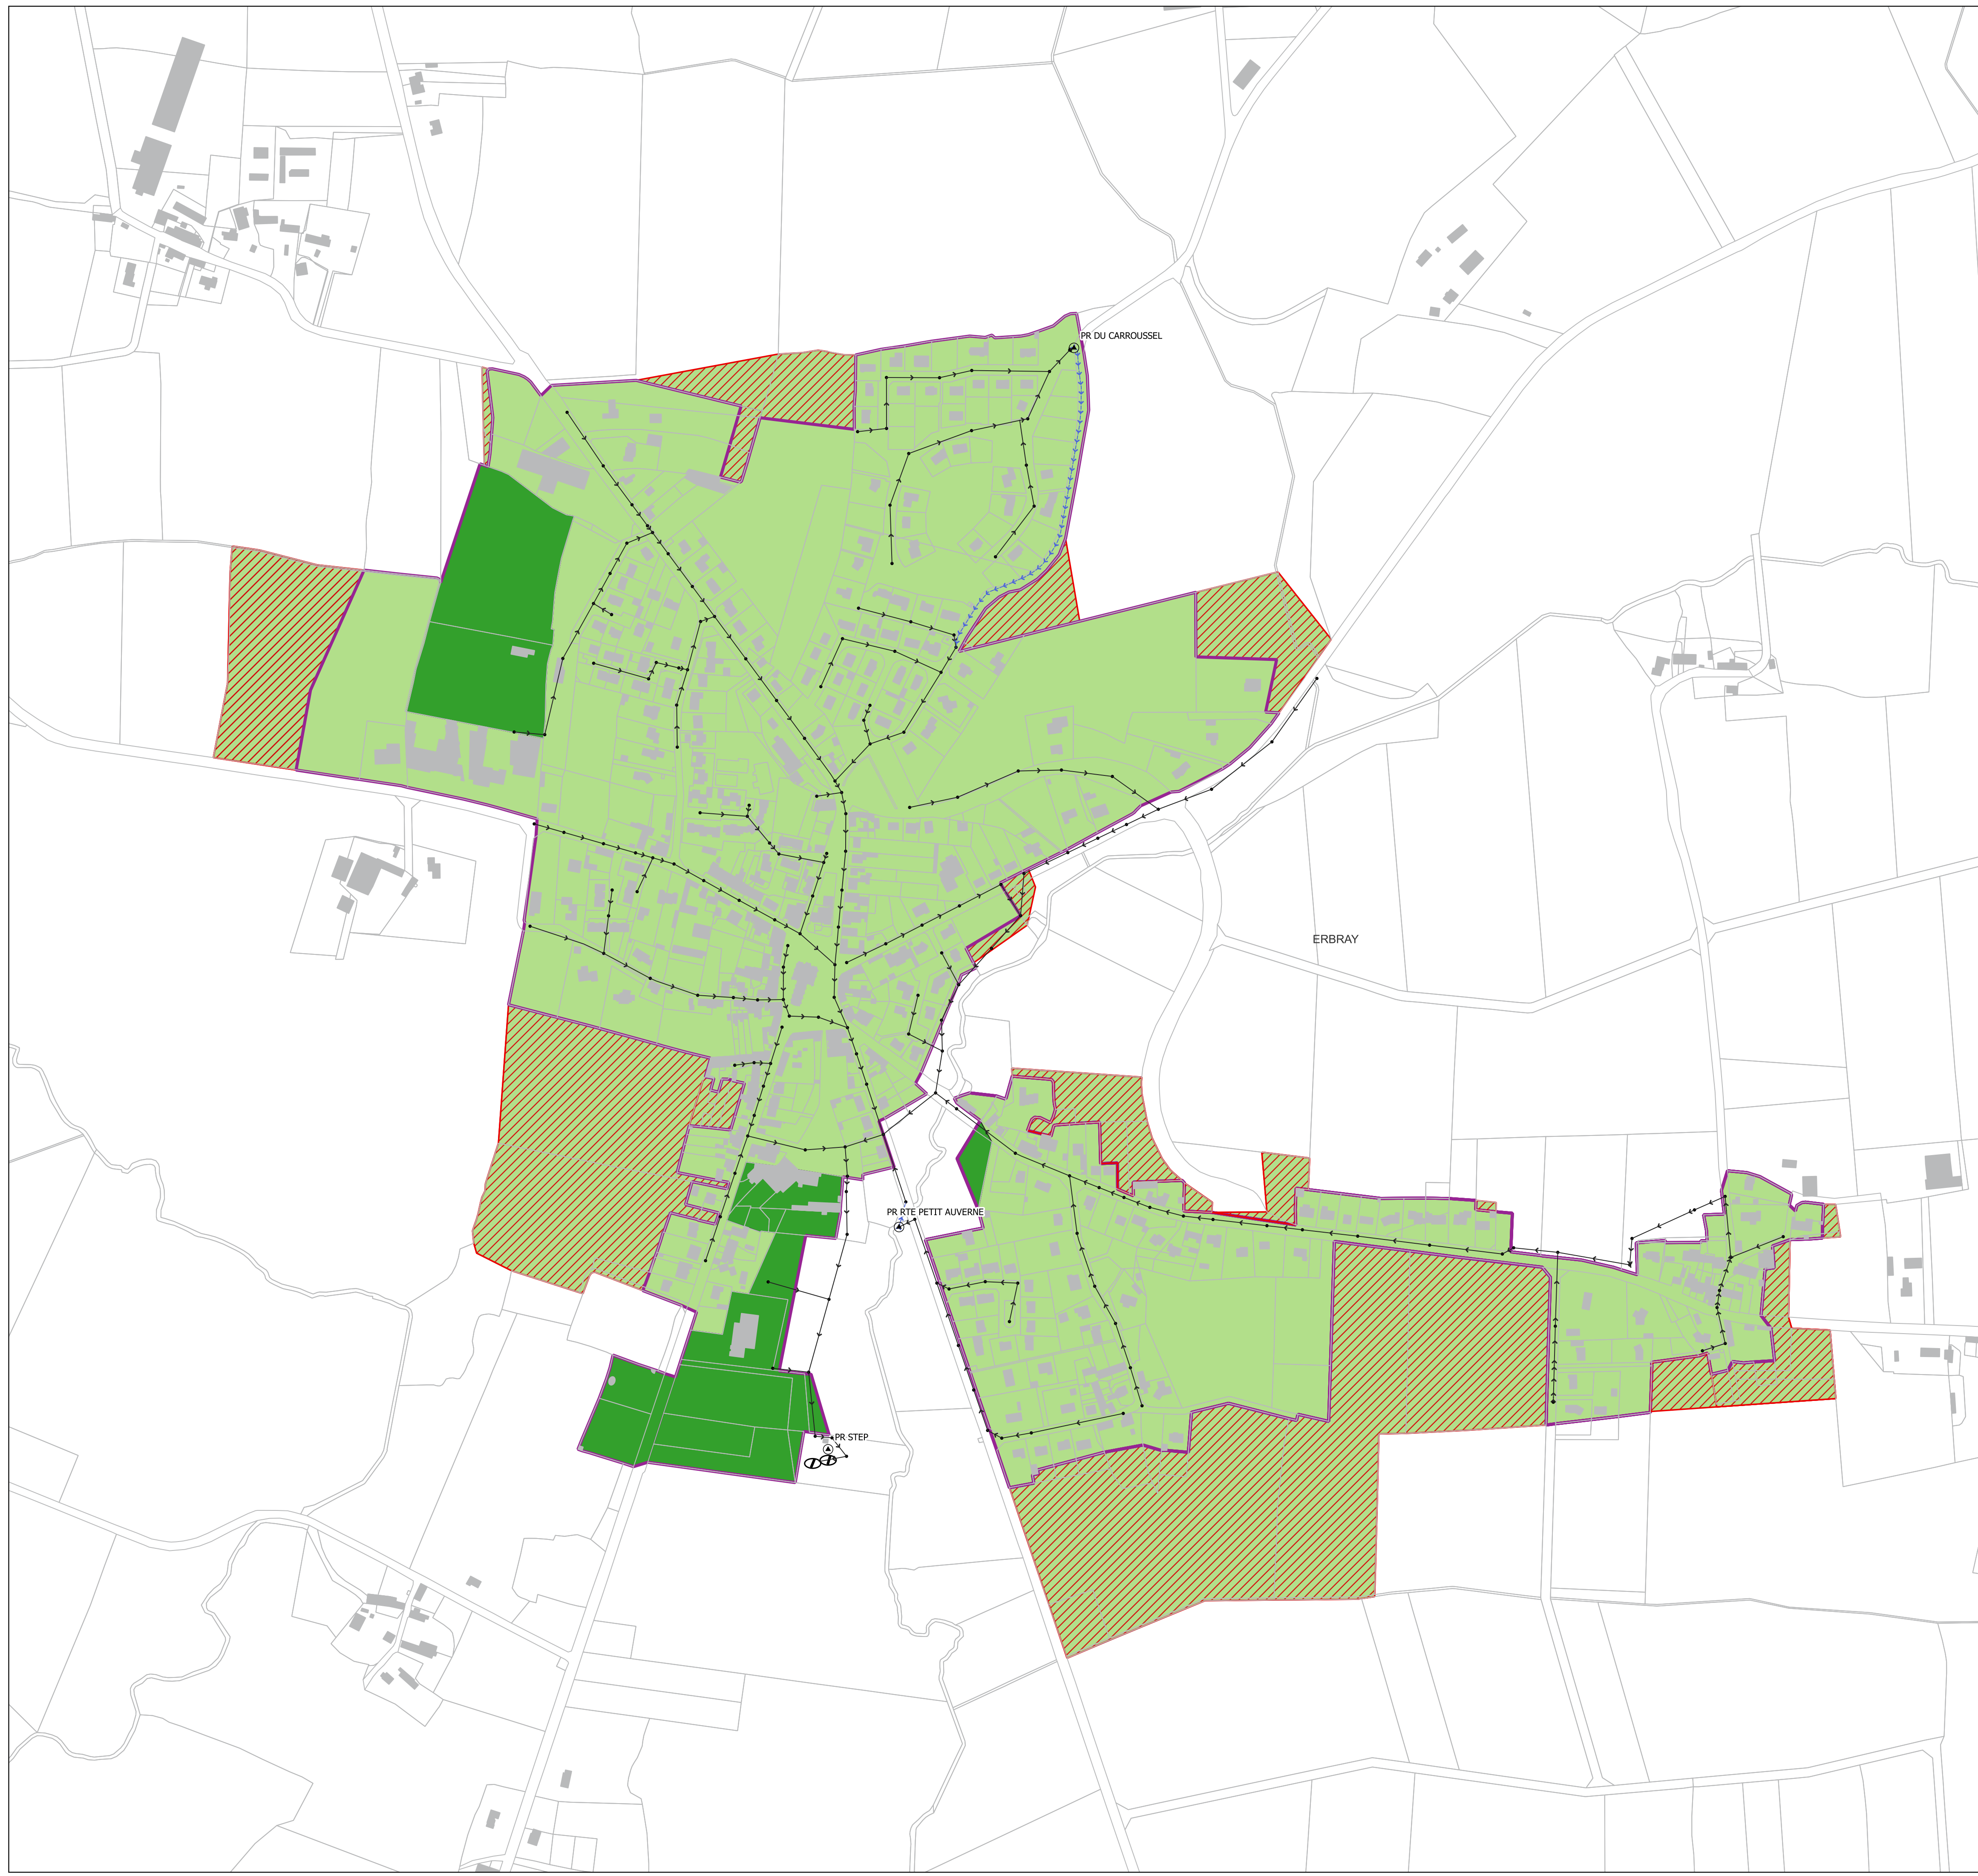 PR DU CARROUSSEL
ERBRAY
PR RTE PETIT AUVERNE
PR STEP